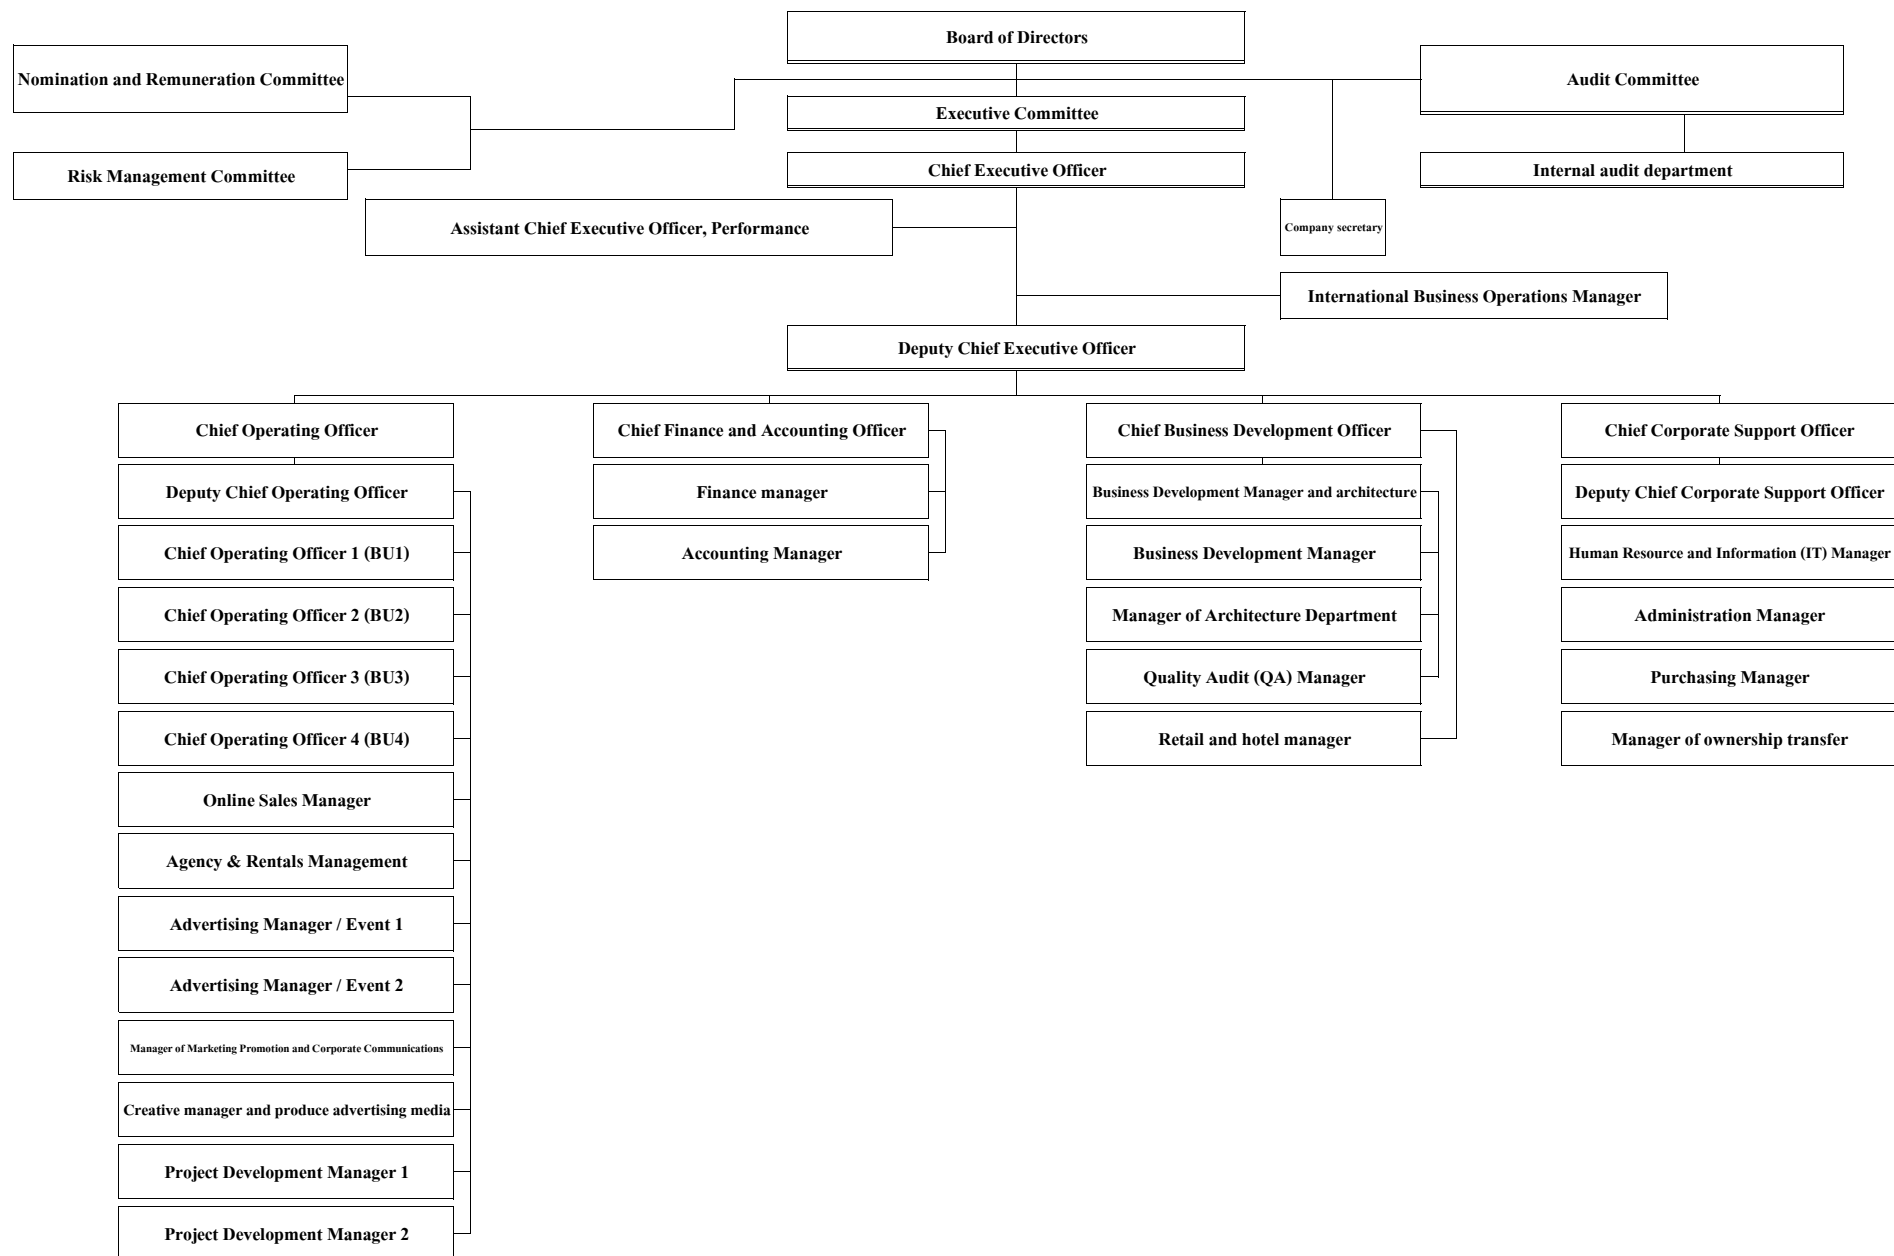 Board of Directors
Nomination and Remuneration Committee
Audit Committee
Executive Committee
Chief Executive Officer
Risk Management Committee
Internal audit department
Assistant Chief Executive Officer, Performance
Company secretary
International Business Operations Manager
Deputy Chief Executive Officer
Chief Operating Officer
Deputy Chief Operating Officer
Chief Operating Officer 1 (BU1)
Chief Operating Officer 2 (BU2)
Chief Operating Officer 3 (BU3)
Chief Operating Officer 4 (BU4)
Online Sales Manager
Agency & Rentals Management
Advertising Manager / Event 1
Advertising Manager / Event 2
Manager of Marketing Promotion and Corporate Communications
Creative manager and produce advertising media
Project Development Manager 1
Project Development Manager 2
Chief Finance and Accounting Officer
Finance manager
Accounting Manager
Chief Business Development Officer
Business Development Manager and architecture
Business Development Manager
Manager of Architecture Department
Quality Audit (QA) Manager
Retail and hotel manager
Chief Corporate Support Officer
Deputy Chief Corporate Support Officer
Human Resource and Information (IT) Manager
Administration Manager
Purchasing Manager
Manager of ownership transfer